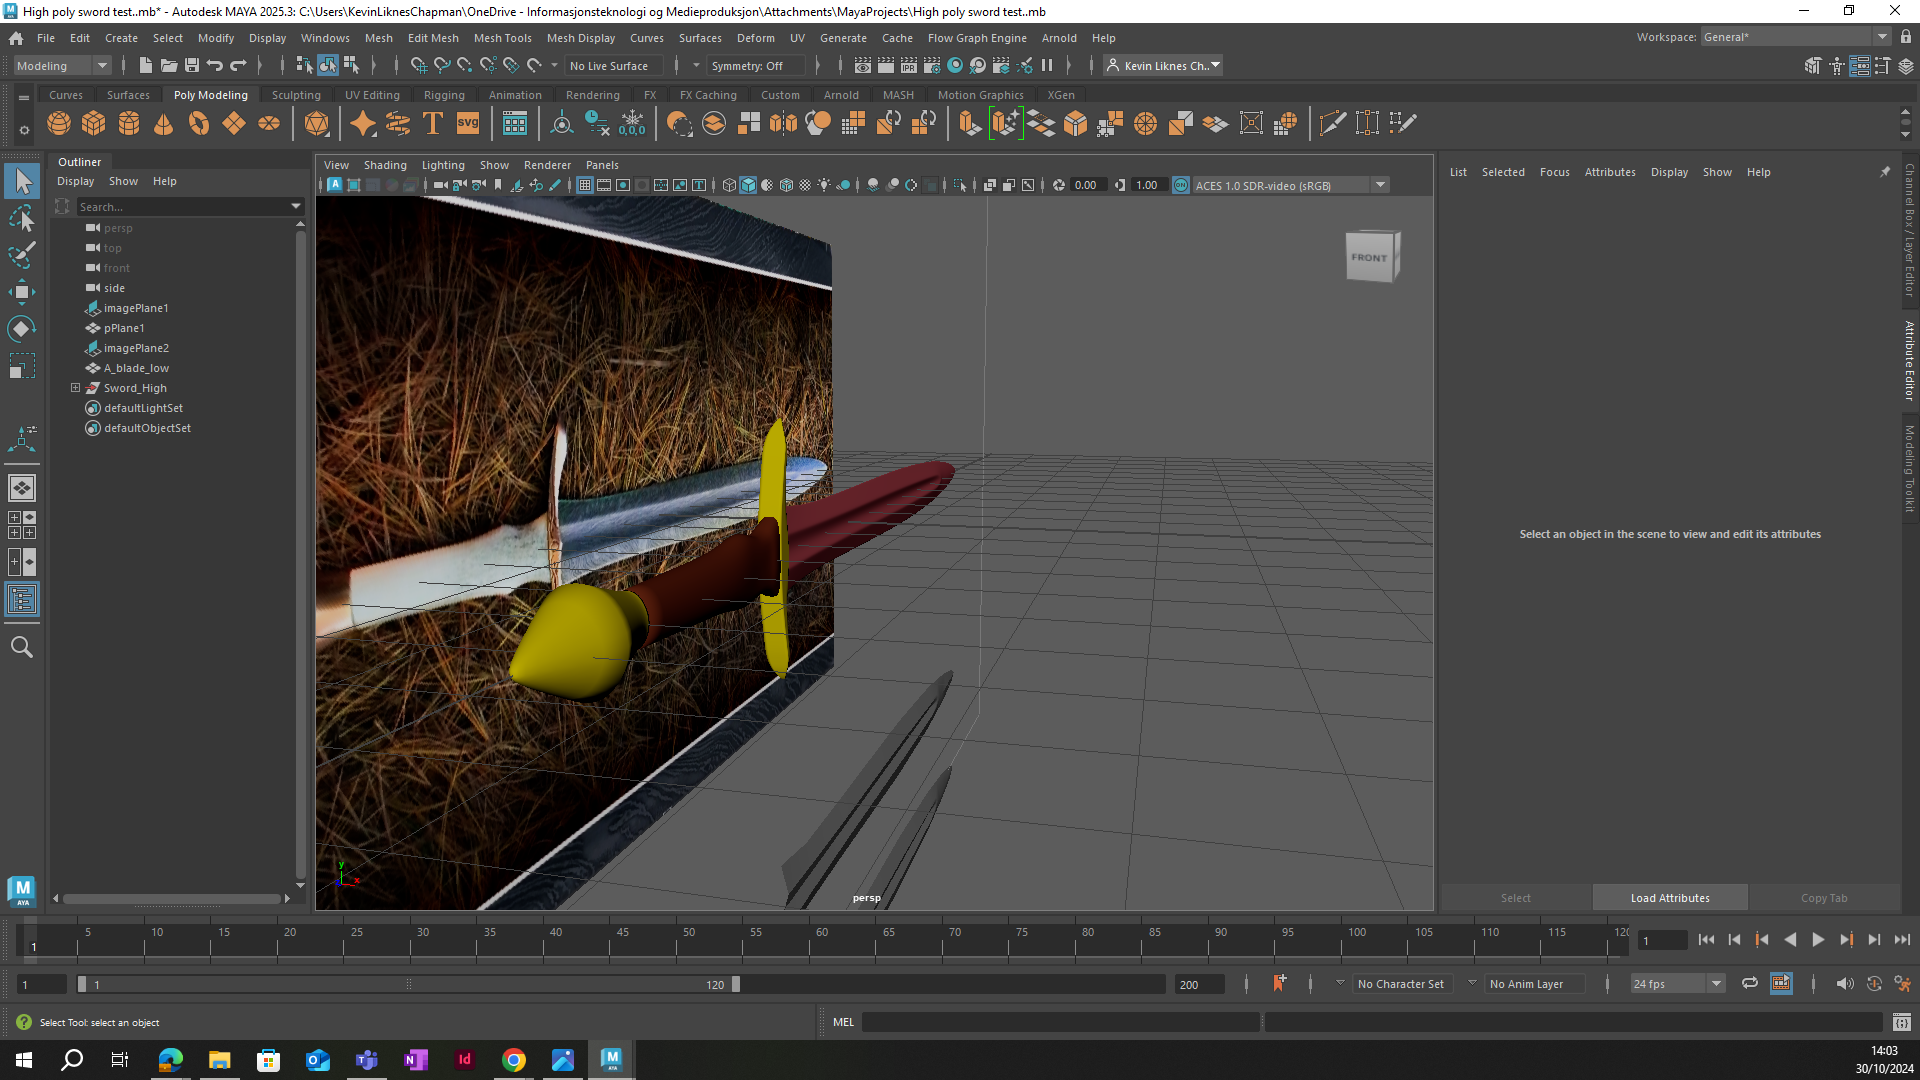 High poly sword test..mb* - Autodesk MAYA 2025.3: C:\Users\KevinLiknesChapman\OneDrive - Informasjonsteknologi og Medieproduksjon\Attachments\MayaProjects\High poly sword test..mb
File Edit Create Select Modify Display Windows Mesh Edit Mesh Mesh Tools Mesh Display Curves Surfaces Deform UV Generate Cache Flow Graph Engine Arnold Help
Workspace: General*
Modeling No Live Surface Symmetry: Off IPR Kevin Liknes Ch..
Curves Surfaces Poly Modeling Sculpting UV Editing Rigging Animation Rendering FX FX Caching Custom Arnold MASH Motion Graphics XGen
T SVG 0,0,0
Outliner
Display Show Help
Search...
persp
top
front
side
imagePlane1
pPlane1
imagePlane2
A_blade_low
Sword_High
defaultLightSet
defaultObjectSet
View Shading Lighting Show Renderer Panels
0.00 1.00 ACES 1.0 SDR-video (sRGB)
FRONT
y
x
persp
List Selected Focus Attributes Display Show Help
Select an object in the scene to view and edit its attributes
Select Load Attributes Copy Tab
Channel Box / Layer Editor
Attribute Editor
Modeling Toolkit
M
AYA
1 5 10 15 20 25 30 35 40 45 50 55 60 65 70 75 80 85 90 95 100 105 110 115 120 1
1 1 120 200 No Character Set No Anim Layer 24 fps
Select Tool: select an object MEL
14:03
30/10/2024